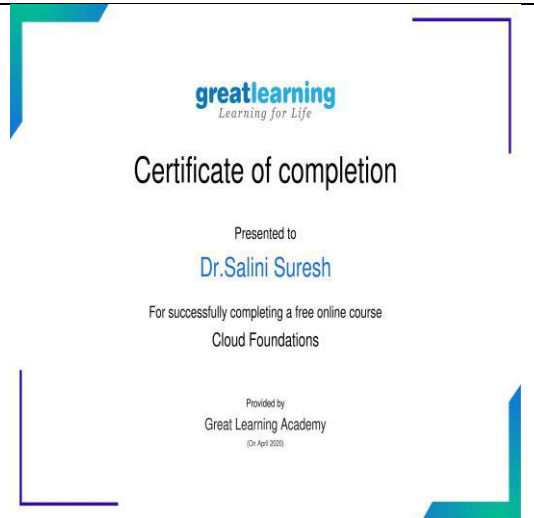 greatlearning
Learning for Life
Certificate of completion
Presented to
Dr.Salini Suresh
For successfully completing a free online course
Cloud Foundations
Provided by
Great Learning Academy
(On April 2020)